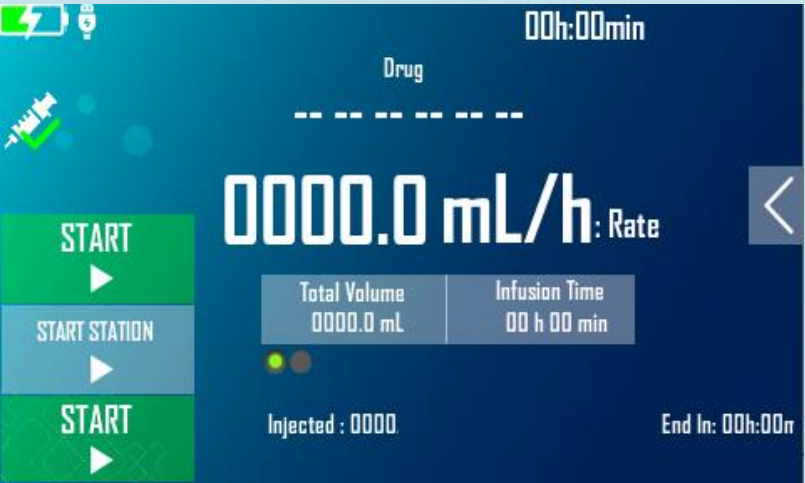 00h:00min
Drug
-- -- -- -- -- --
0000.0 mL/h : Rate
START
Total Volume
0000.0 mL
Infusion Time
00 h 00 min
START STATION
START
Injected : 0000.
End In: 00h:00m